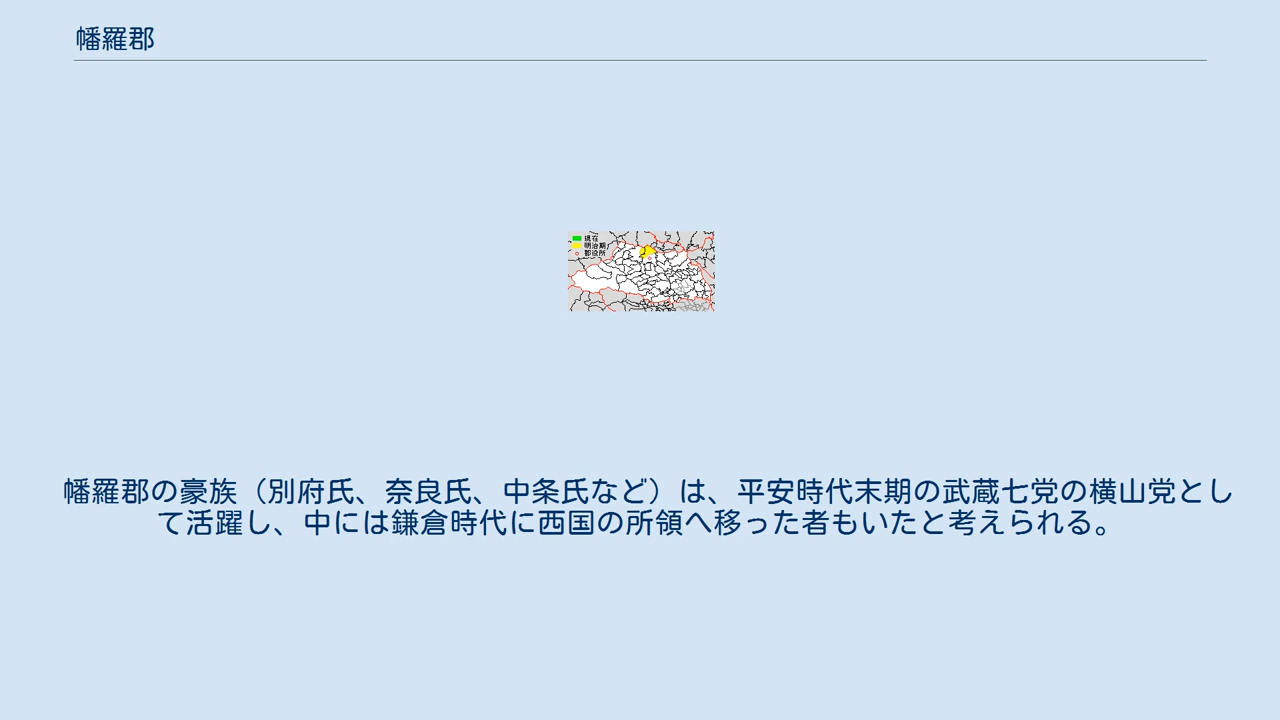 幡羅郡
現在
明治期
郡役所
幡羅郡の豪族（別府氏、奈良氏、中条氏など）は、平安時代末期の武蔵七党の横山党とし
て活躍し、中には鎌倉時代に西国の所領へ移った者もいたと考えられる。